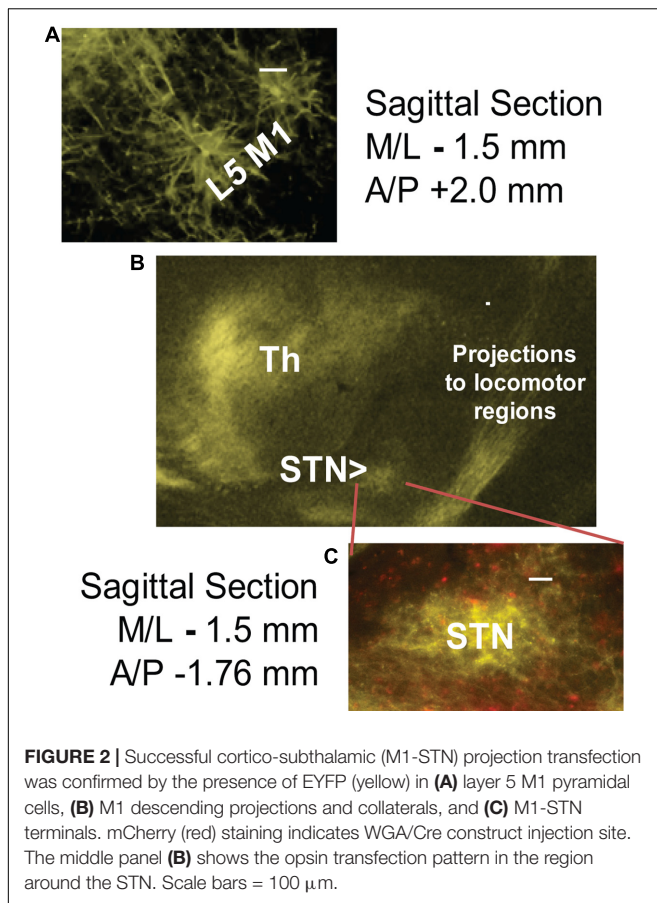 A
L5 M1
Sagittal Section
M/L - 1.5 mm
A/P +2.0 mm
B
Th
Projections
to locomotor
regions
STN>
C
Sagittal Section
M/L - 1.5 mm
A/P -1.76 mm
STN
FIGURE 2 | Successful cortico-subthalamic (M1-STN) projection transfection
was confirmed by the presence of EYFP (yellow) in (A) layer 5 M1 pyramidal
cells, (B) M1 descending projections and collaterals, and (C) M1-STN
terminals. mCherry (red) staining indicates WGA/Cre construct injection site.
The middle panel (B) shows the opsin transfection pattern in the region
around the STN. Scale bars = 100 μm.